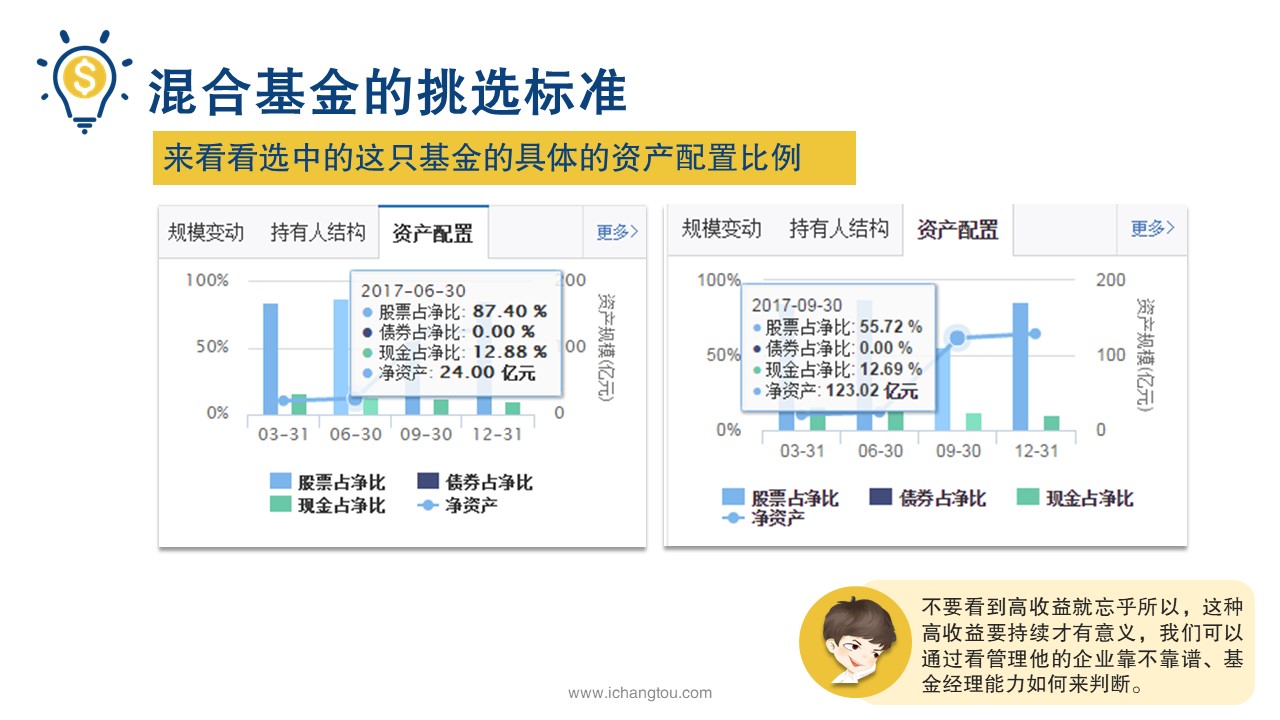 混合基金的挑选标准
来看看选中的这只基金的具体的资产配置比例
规模变动 持有人结构 资产配置 更多>
100% 200
2017-06-30
股票占净比: 87.40 %
债券占净比: 0.00 %
现金占净比: 12.88 %
净资产: 24.00 亿元
50% 100
0% 0
资产规模(亿元)
03-31 06-30 09-30 12-31
股票占净比 债券占净比
现金占净比 净资产
规模变动 持有人结构 资产配置 更多>
100% 200
2017-09-30
股票占净比: 55.72 %
债券占净比: 0.00 %
现金占净比: 12.69 %
净资产: 123.02 亿元
50% 100
0% 0
资产规模(亿元)
03-31 06-30 09-30 12-31
股票占净比 债券占净比 现金占净比
净资产
不要看到高收益就忘乎所以，这种
高收益要持续才有意义，我们可以
通过看管理他的企业靠不靠谱、基
金经理能力如何来判断。
www.ichangtou.com